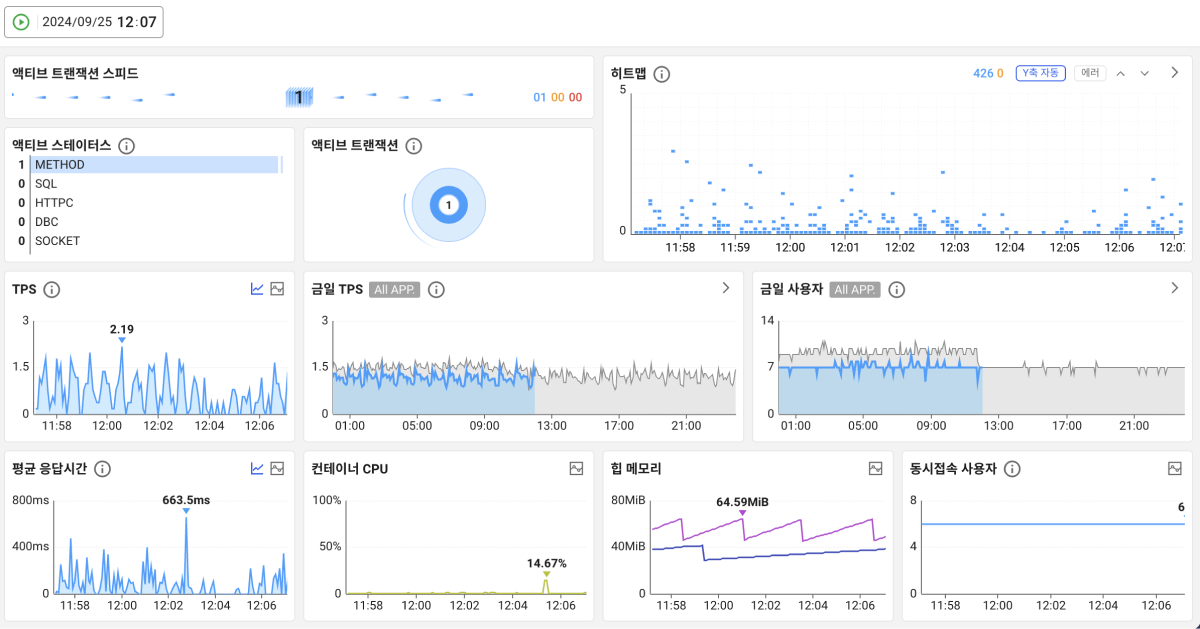 2024/09/25 12:07
액티브 트랜잭션 스피드
1
01 00 00
히트맵
426 0 Y축 자동 에러
5
0
11:58 11:59 12:00 12:01 12:02 12:03 12:04 12:05 12:06 12:07
액티브 스테이터스
1 METHOD
0 SQL
0 HTTPC
0 DBC
0 SOCKET
액티브 트랜잭션
1
TPS
3
1.5
0
2.19
11:58 12:00 12:02 12:04 12:06
금일 TPS All APP.
3
1.5
0
01:00 05:00 09:00 13:00 17:00 21:00
금일 사용자 All APP.
14
7
0
01:00 05:00 09:00 13:00 17:00 21:00
평균 응답시간
800ms
400ms
0
663.5ms
11:58 12:00 12:02 12:04 12:06
컨테이너 CPU
100%
50%
0
14.67%
11:58 12:00 12:02 12:04 12:06
힙 메모리
80MiB
40MiB
0
64.59MiB
11:58 12:00 12:02 12:04 12:06
동시접속 사용자
8
4
0
6
11:58 12:00 12:02 12:04 12:06